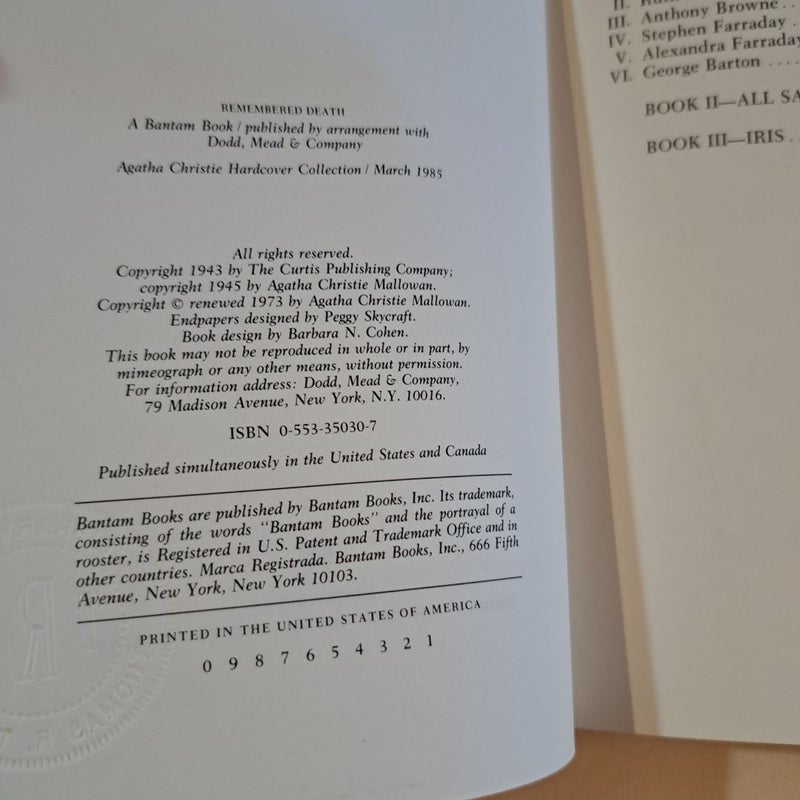 REMEMBERED DEATH
A Bantam Book / published by arrangement with
Dodd, Mead & Company
Agatha Christie Hardcover Collection / March 1985
All rights reserved.
Copyright 1943 by The Curtis Publishing Company;
copyright 1945 by Agatha Christie Mallowan.
Copyright © renewed 1973 by Agatha Christie Mallowan.
Endpapers designed by Peggy Skycraft.
Book design by Barbara N. Cohen.
This book may not be reproduced in whole or in part, by
mimeograph or any other means, without permission.
For information address: Dodd, Mead & Company,
79 Madison Avenue, New York, N.Y. 10016.
ISBN 0-553-35030-7
Published simultaneously in the United States and Canada
Bantam Books are published by Bantam Books, Inc. Its trademark,
consisting of the words "Bantam Books" and the portrayal of a
rooster, is Registered in U.S. Patent and Trademark Office and in
other countries. Marca Registrada. Bantam Books, Inc., 666 Fifth
Avenue, New York, New York 10103.
PRINTED IN THE UNITED STATES OF AMERICA
0 9 8 7 6 5 4 3 2 1
II.
III. Anthony Browne . .
IV. Stephen Farraday .
V. Alexandra Farraday
VI. George Barton ....
BOOK II—ALL SA
BOOK III—IRIS . .